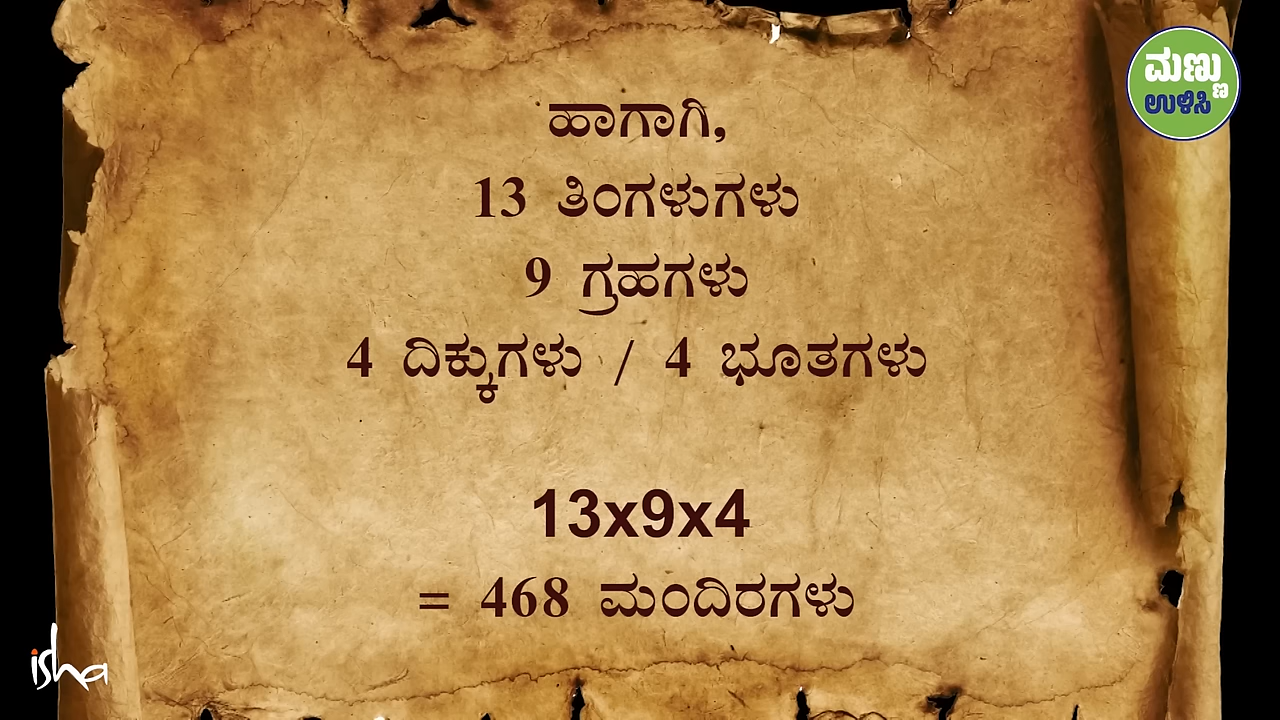 ಮಣ್ಣು
ಉಳಿಸಿ
ಹಾಗಾಗಿ,
13 ತಿಂಗಳುಗಳು
9 ಗ್ರಹಗಳು
4 ದಿಕ್ಕುಗಳು / 4 ಭೂತಗಳು
13x9x4
= 468 ಮಂದಿರಗಳು
isha